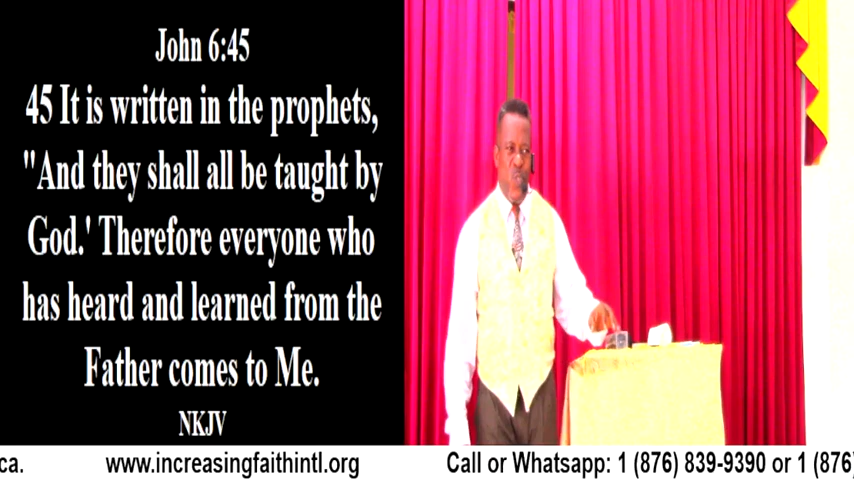 John 6:45
45 It is written in the prophets,
"And they shall all be taught by
God.' Therefore everyone who
has heard and learned from the
Father comes to Me.
NKJV
ca. www.increasingfaithintl.org Call or Whatsapp: 1 (876) 839-9390 or 1 (876)